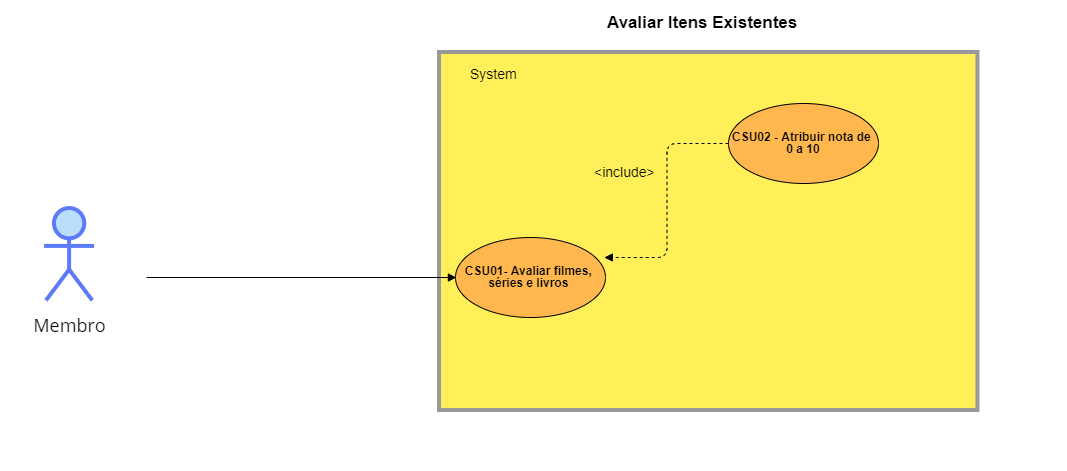 Avaliar Itens Existentes
System
CSU02 - Atribuir nota de
0 a 10
<include>
CSU01- Avaliar filmes,
séries e livros
Membro